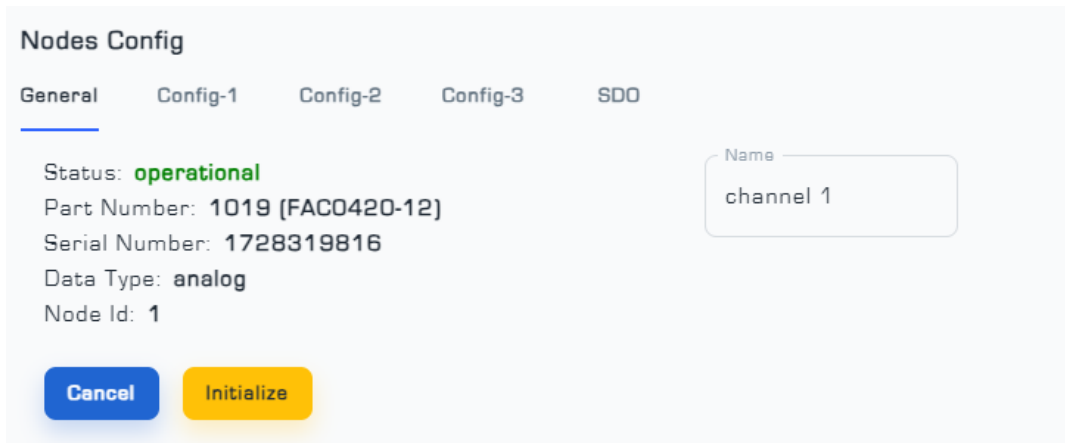 Nodes Config
General Config-1 Config-2 Config-3 SDO
Name
channel 1
Status: operational
Part Number: 1019 (FAC0420-12)
Serial Number: 1728319816
Data Type: analog
Node Id: 1
Cancel Initialize